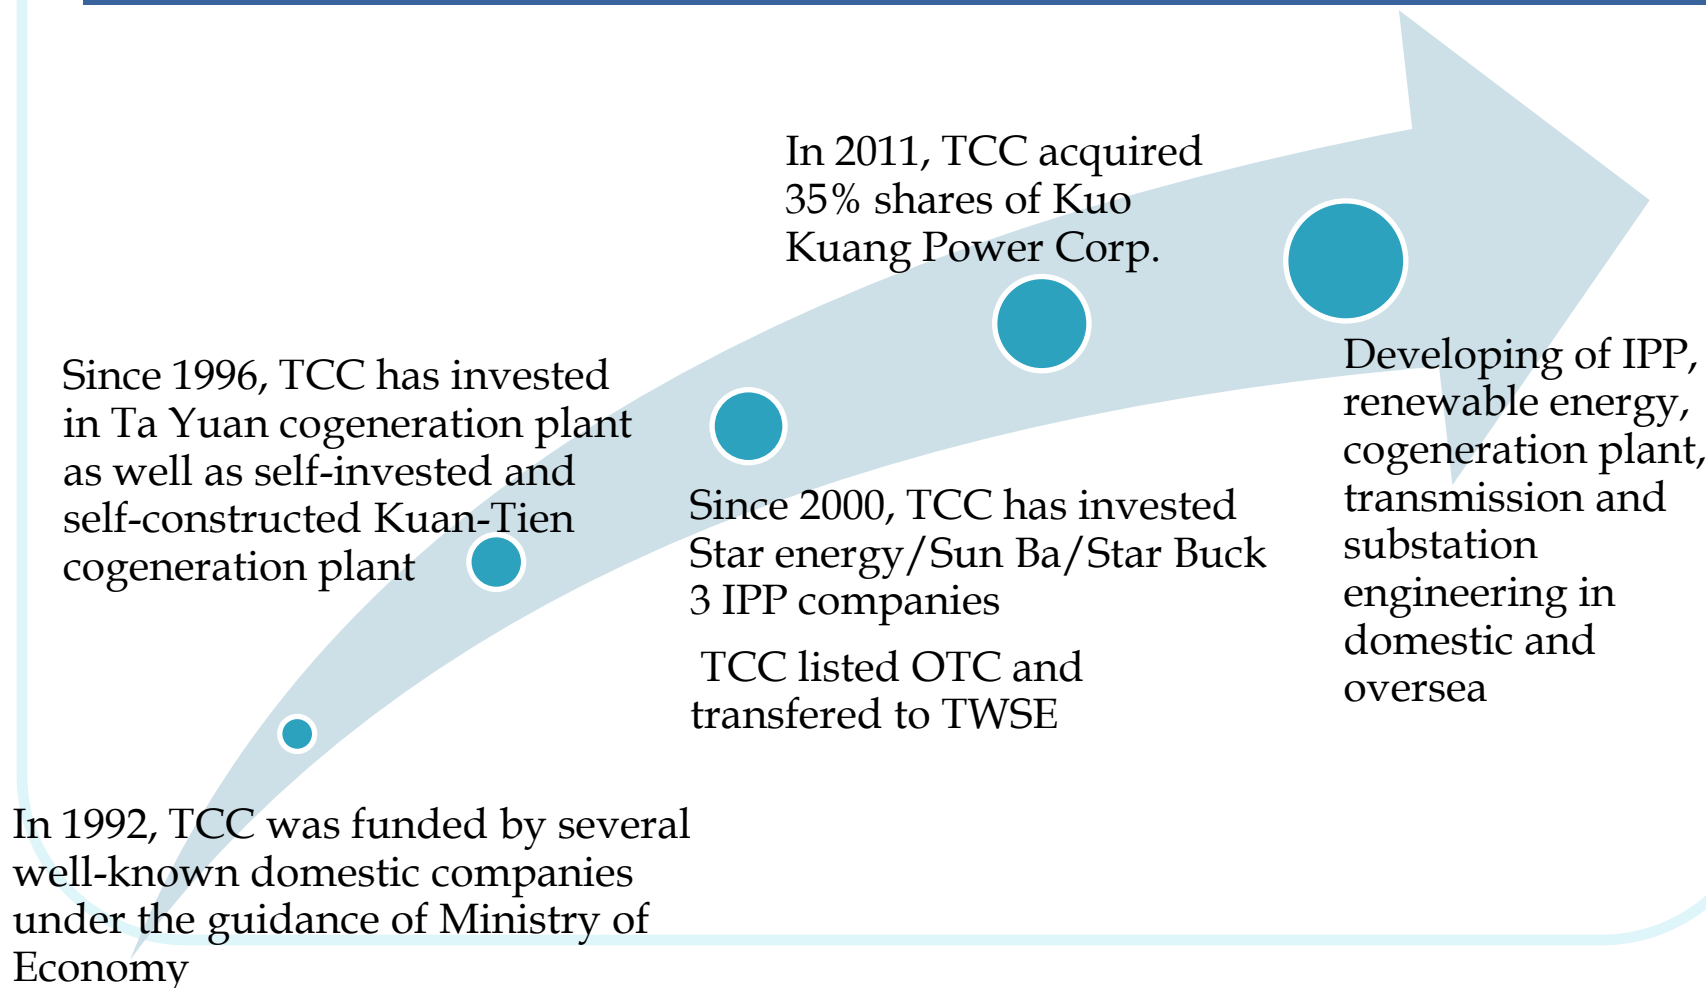 In 1992, TCC was funded by several
well-known domestic companies
under the guidance of Ministry of
Economy
Since 1996, TCC has invested
in Ta Yuan cogeneration plant
as well as self-invested and
self-constructed Kuan-Tien
cogeneration plant
Since 2000, TCC has invested
Star energy/Sun Ba/Star Buck
3 IPP companies
TCC listed OTC and
transfered to TWSE
In 2011, TCC acquired
35% shares of Kuo
Kuang Power Corp.
Developing of IPP,
renewable energy,
cogeneration plant,
transmission and
substation
engineering in
domestic and
oversea